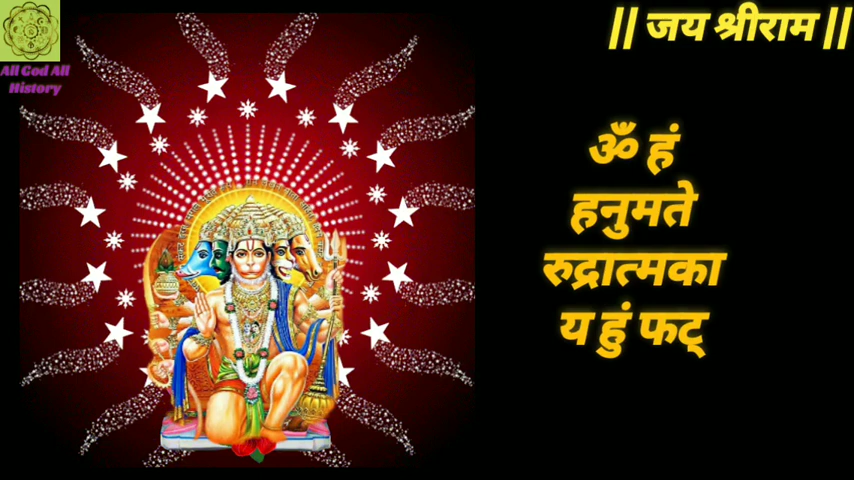 All God All
History
|| जय श्रीराम ||
ॐ हं
हनुमते
रुद्रात्मका
य हुं फट्